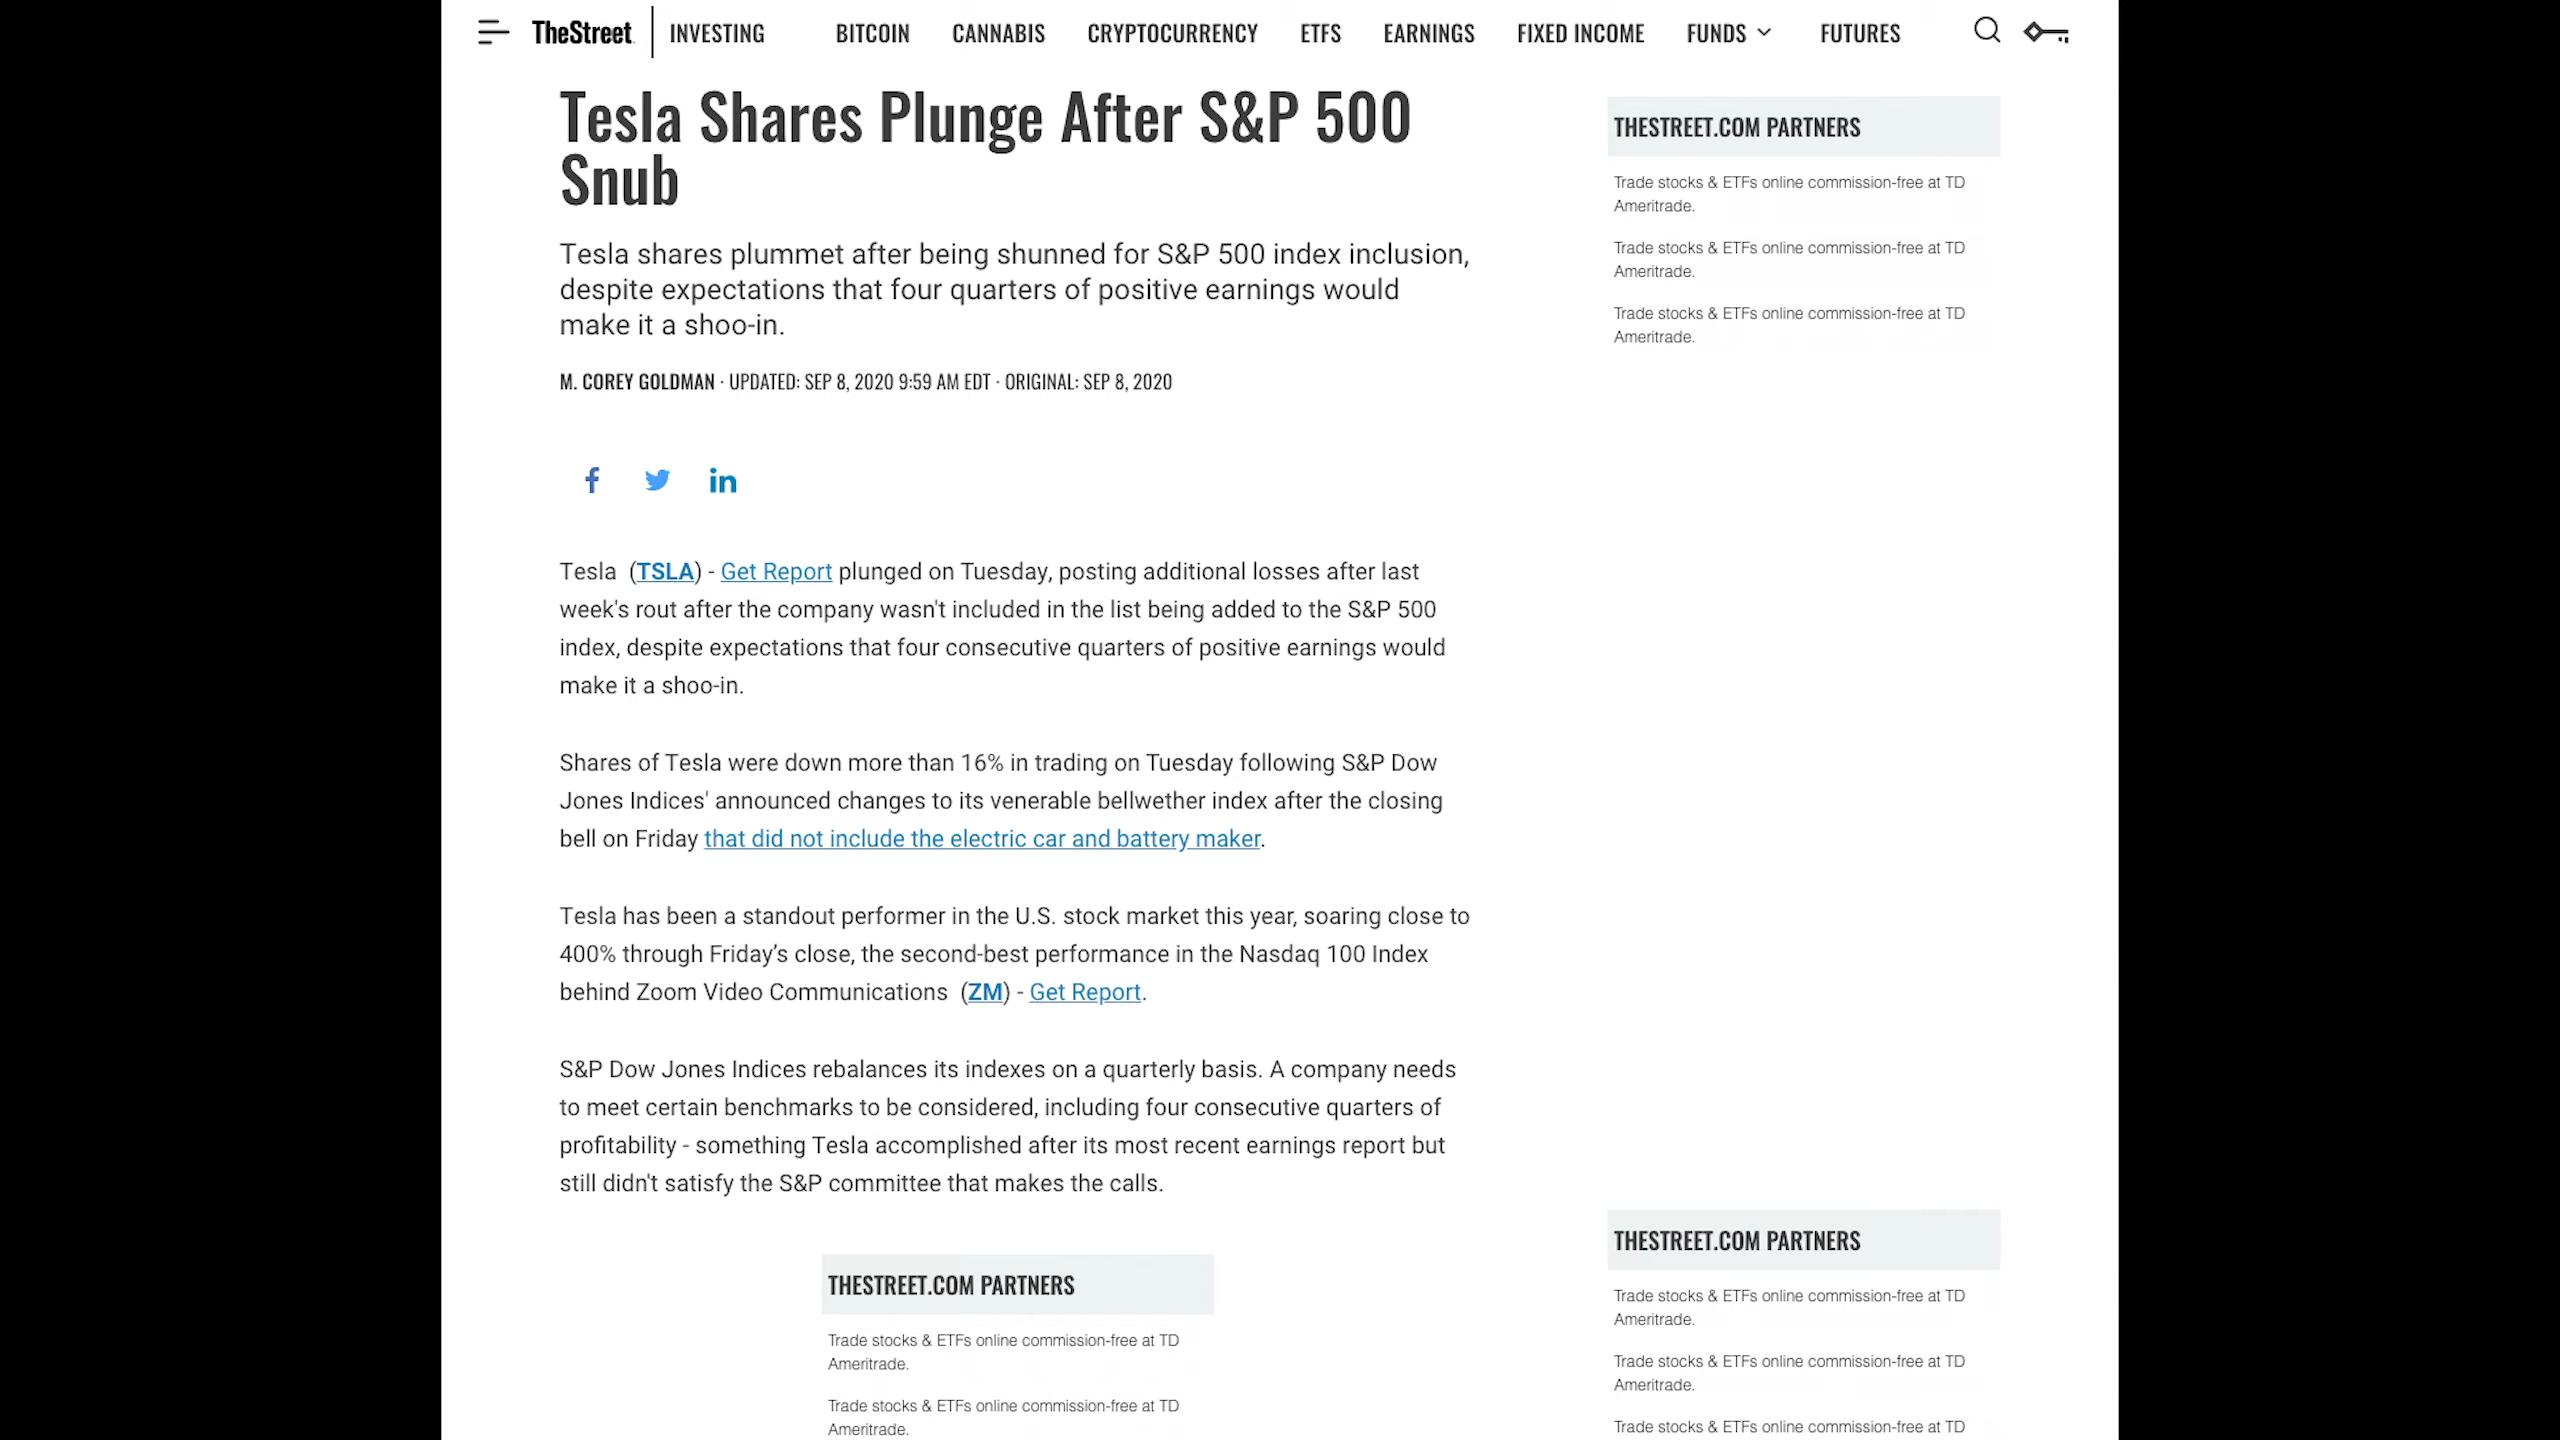 TheStreet INVESTING BITCOIN CANNABIS CRYPTOCURRENCY ETFS EARNINGS FIXED INCOME FUNDS FUTURES
Tesla Shares Plunge After S&P 500
Snub
Tesla shares plummet after being shunned for S&P 500 index inclusion,
despite expectations that four quarters of positive earnings would
make it a shoo-in.
M. COREY GOLDMAN · UPDATED: SEP 8, 2020 9:59 AM EDT · ORIGINAL: SEP 8, 2020
Tesla (TSLA) - Get Report plunged on Tuesday, posting additional losses after last
week's rout after the company wasn't included in the list being added to the S&P 500
index, despite expectations that four consecutive quarters of positive earnings would
make it a shoo-in.
Shares of Tesla were down more than 16% in trading on Tuesday following S&P Dow
Jones Indices' announced changes to its venerable bellwether index after the closing
bell on Friday that did not include the electric car and battery maker.
Tesla has been a standout performer in the U.S. stock market this year, soaring close to
400% through Friday’s close, the second-best performance in the Nasdaq 100 Index
behind Zoom Video Communications (ZM) - Get Report.
S&P Dow Jones Indices rebalances its indexes on a quarterly basis. A company needs
to meet certain benchmarks to be considered, including four consecutive quarters of
profitability - something Tesla accomplished after its most recent earnings report but
still didn't satisfy the S&P committee that makes the calls.
THESTREET.COM PARTNERS
Trade stocks & ETFs online commission-free at TD
Ameritrade.
Trade stocks & ETFs online commission-free at TD
Ameritrade.
THESTREET.COM PARTNERS
Trade stocks & ETFs online commission-free at TD
Ameritrade.
Trade stocks & ETFs online commission-free at TD
Ameritrade.
Trade stocks & ETFs online commission-free at TD
Ameritrade.
THESTREET.COM PARTNERS
Trade stocks & ETFs online commission-free at TD
Ameritrade.
Trade stocks & ETFs online commission-free at TD
Ameritrade.
Trade stocks & ETFs online commission-free at TD